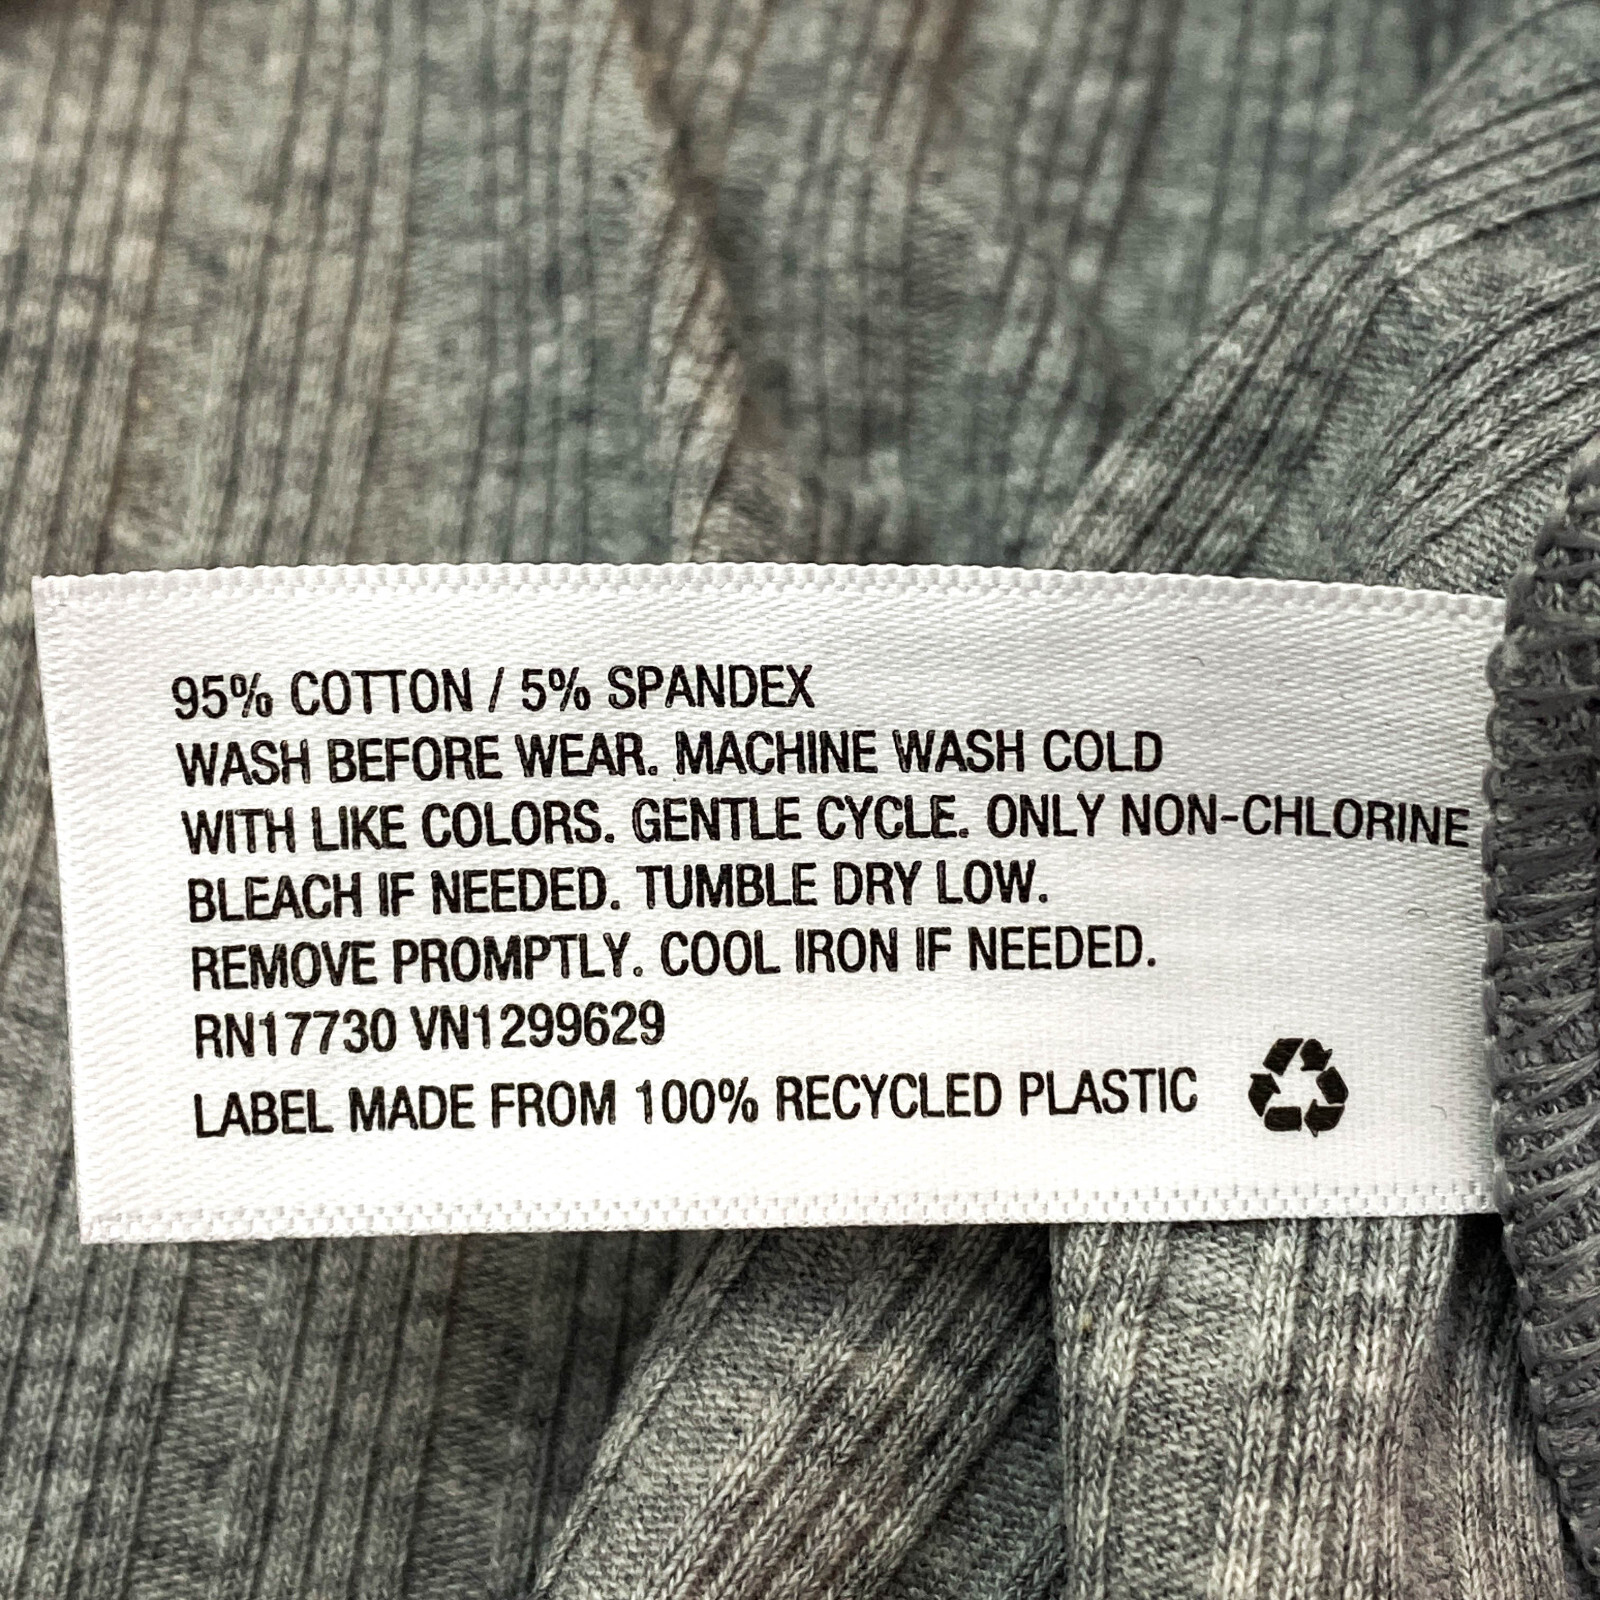 95% COTTON / 5% SPANDEX
WASH BEFORE WEAR. MACHINE WASH COLD
WITH LIKE COLORS. GENTLE CYCLE. ONLY NON-CHLORINE
BLEACH IF NEEDED. TUMBLE DRY LOW.
REMOVE PROMPTLY. COOL IRON IF NEEDED.
RN17730 VN1299629
LABEL MADE FROM 100% RECYCLED PLASTIC